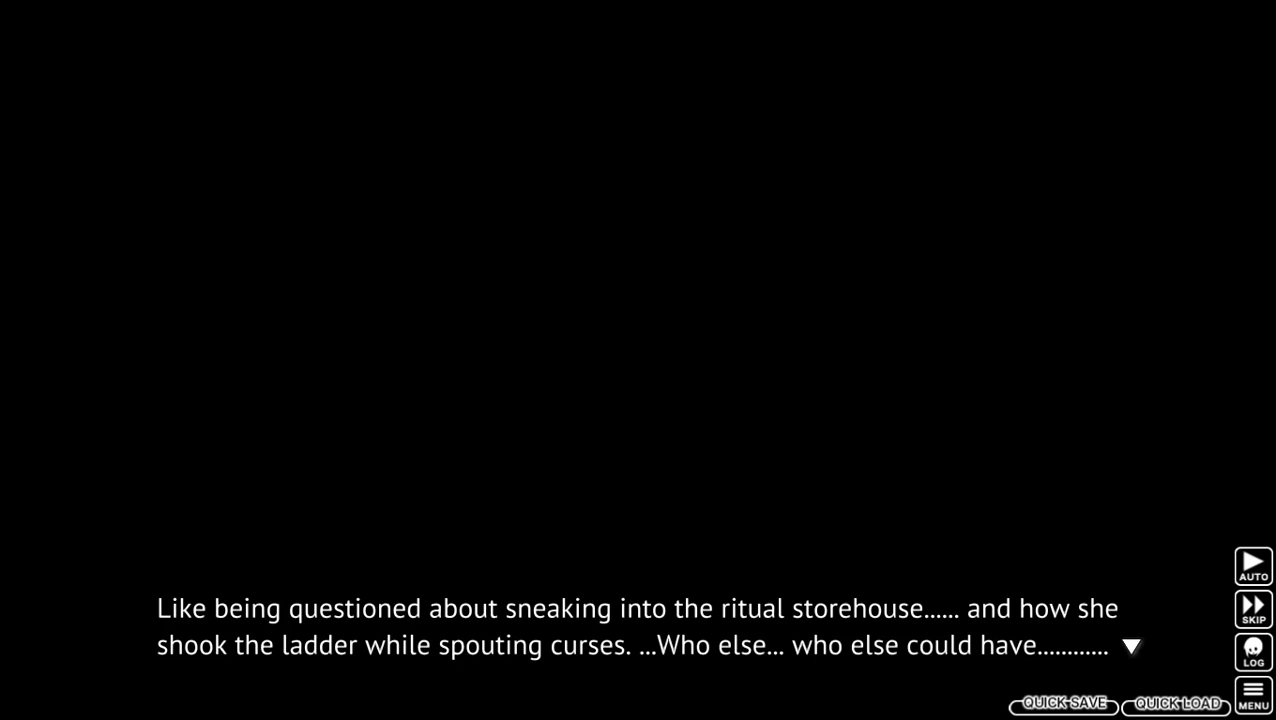 Like being questioned about sneaking into the ritual storehouse...... and how she
shook the ladder while spouting curses. ...Who else... who else could have............
AUTO
SKIP
LOG
MENU
QUICK SAVE
QUICK LOAD